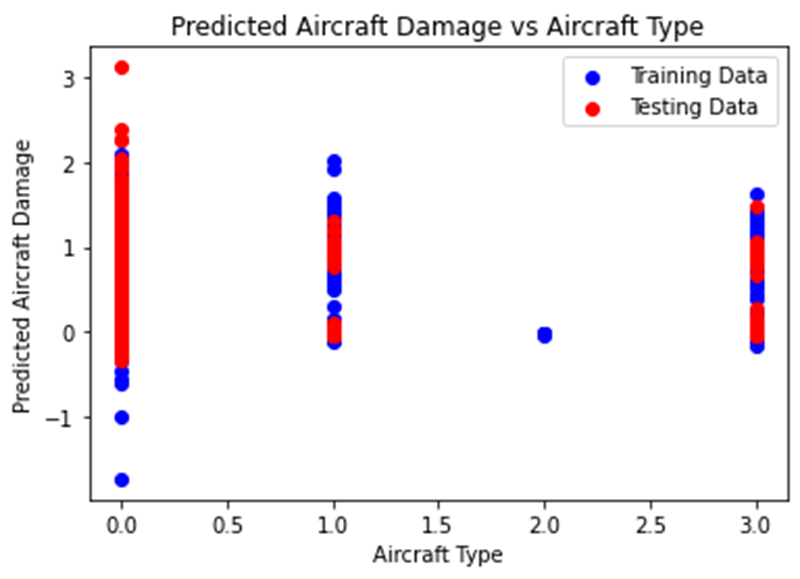 Predicted Aircraft Damage vs Aircraft Type
Training Data
Testing Data
Predicted Aircraft Damage
3
2
1
0
−1
0.0 0.5 1.0 1.5 2.0 2.5 3.0
Aircraft Type